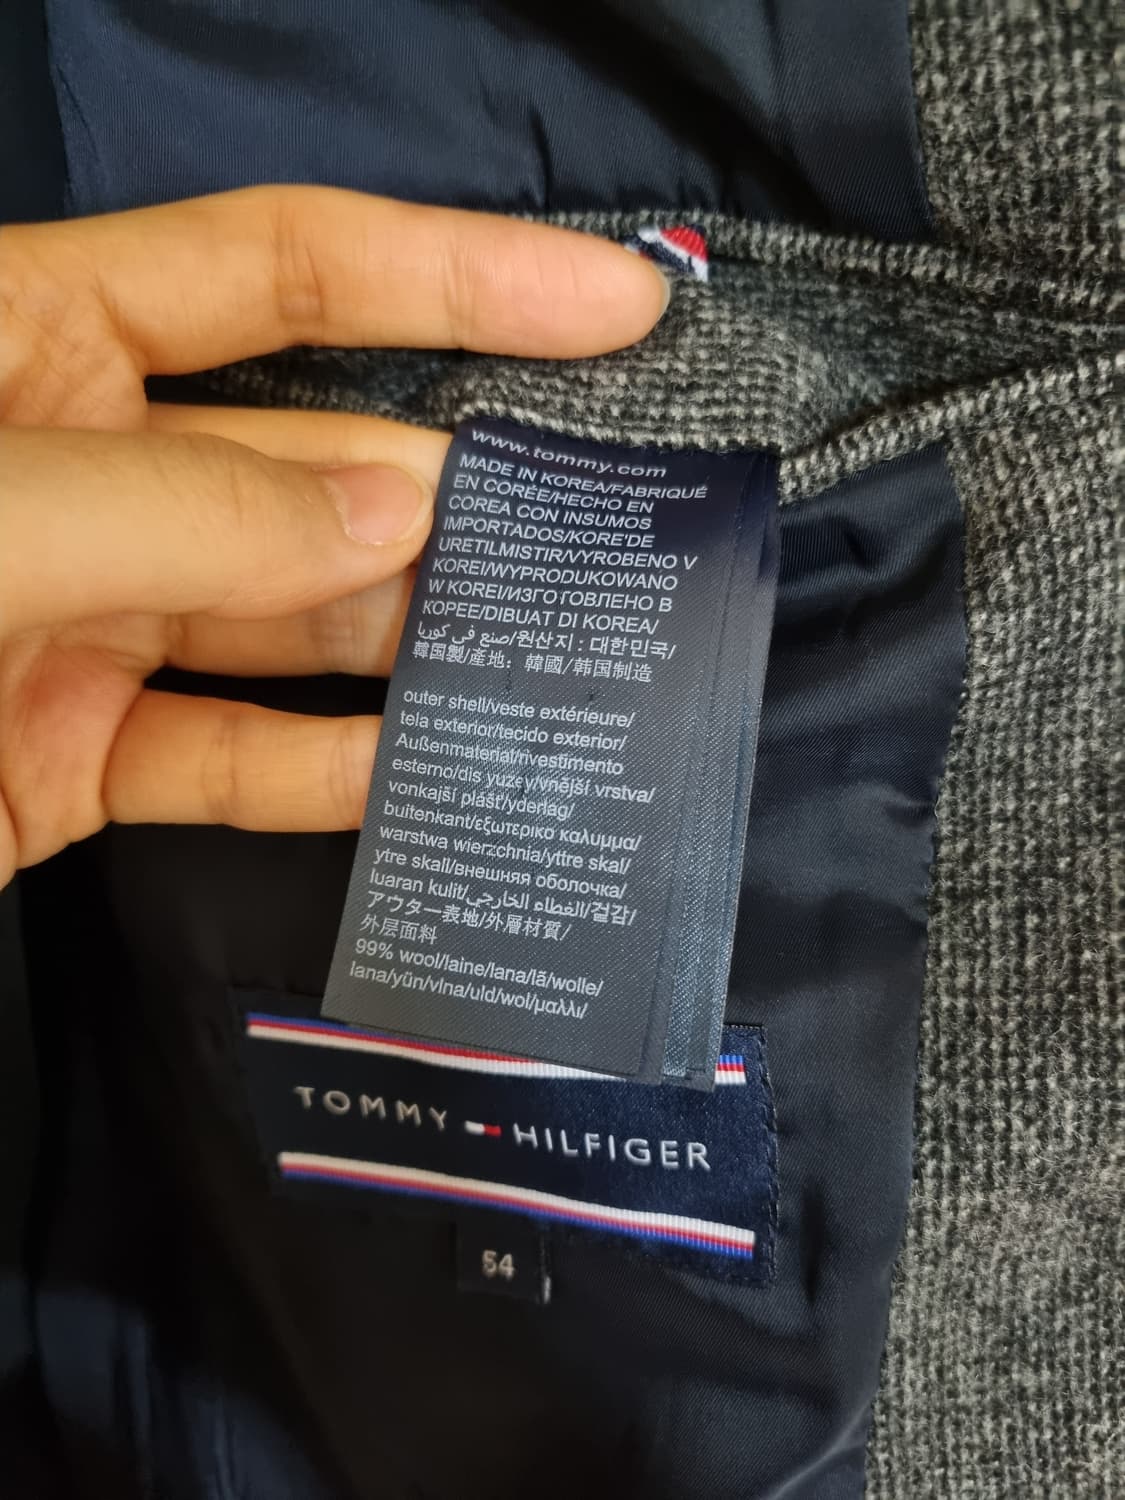 www.tommy.com
MADE IN KOREA/FABRIQUÉ
EN CORÉE/HECHO EN
COREA CON INSUMOS
IMPORTADOS/KORE'DE
URETILMISTIR/VYROBENO V
KOREI/WYPRODUKOWANO
W KOREI/ИЗГОТОВЛЕНО В
КОРЕЕ/DIBUAT DI KOREA/
صنع في كوريا/원산지 : 대한민국/
韓国製/產地：韓國/韩国制造
outer shell/veste extérieure/
tela exterior/tecido exterior/
Außenmaterial/rivestimento
esterno/dis yuzey/vnější vrstva/
vonkajší plášť/yderlag/
buitenkant/εξωτερικο καλυμμα/
warstwa wierzchnia/yttre skal/
ytre skall/внешняя оболочка/
luaran kulit/الغطاء الخارجي/겉감/
アウター表地/外層材質/
外层面料
99% wool/laine/lana/lã/wolle/
lana/yün/vlna/uld/wol/μαλλι/
TOMMY HILFIGER
54